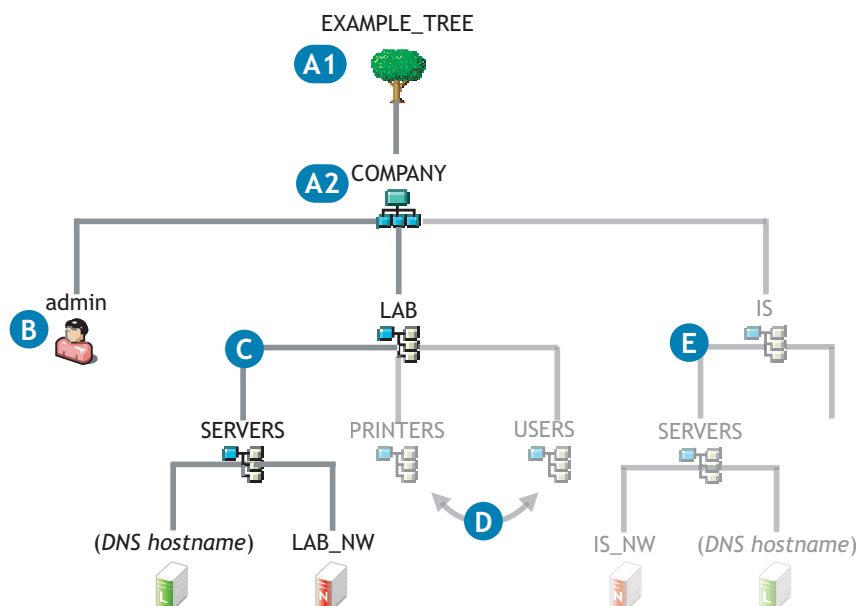 EXAMPLE_TREE
A1
COMPANY
A2
admin
B
LAB
IS
C
E
SERVERS
PRINTERS
USERS
SERVERS
D
(DNS hostname)
LAB_NW
IS_NW
(DNS hostname)
L
N
N
L